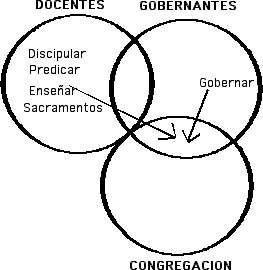 DOCENTES GOBERNANTES
Discipular
Predicar
Enseñar
Sacramentos
Gobernar
CONGREGACION